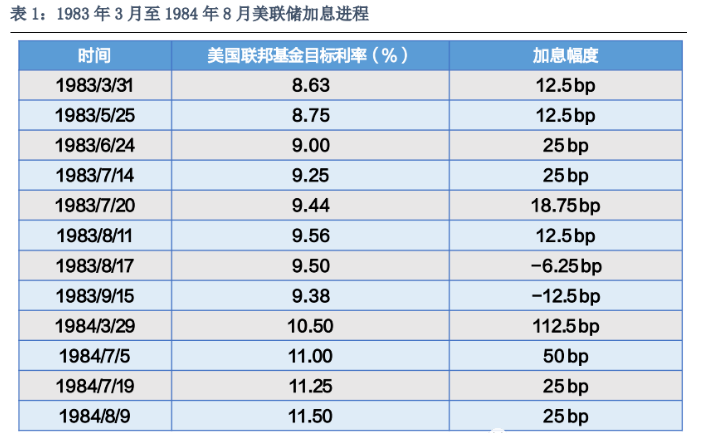 表 1：1983 年 3 月至 1984 年 8 月美联储加息进程
时间 美国联邦基金目标利率（%） 加息幅度
1983/3/31 8.63 12.5bp
1983/5/25 8.75 12.5bp
1983/6/24 9.00 25bp
1983/7/14 9.25 25bp
1983/7/20 9.44 18.75bp
1983/8/11 9.56 12.5bp
1983/8/17 9.50 -6.25bp
1983/9/15 9.38 -12.5bp
1984/3/29 10.50 112.5bp
1984/7/5 11.00 50bp
1984/7/19 11.25 25bp
1984/8/9 11.50 25bp